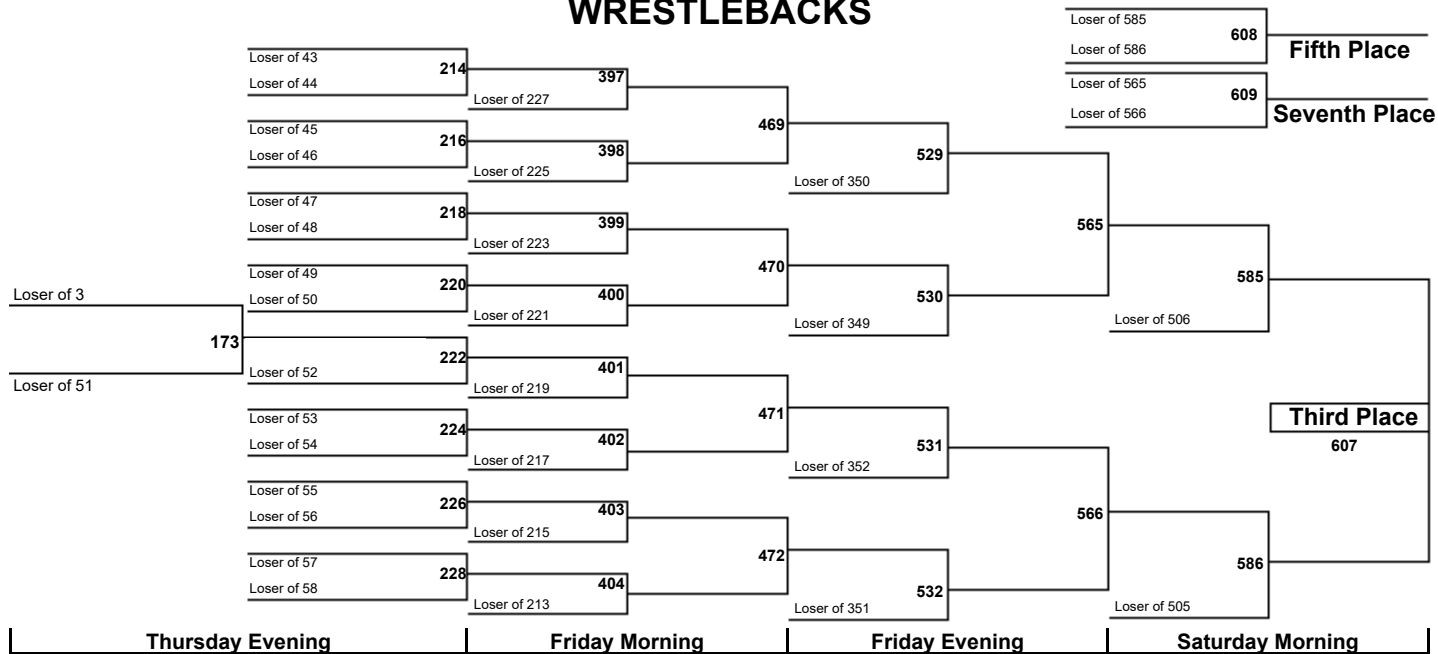 WRESTLEBACKS
Loser of 585
608
Loser of 586
Fifth Place
Loser of 565
609
Loser of 566
Seventh Place
Loser of 43
214
Loser of 44
Loser of 45
216
Loser of 46
Loser of 47
218
Loser of 48
Loser of 49
220
Loser of 50
Loser of 3
173
Loser of 51
222
Loser of 52
Loser of 53
224
Loser of 54
Loser of 55
226
Loser of 56
Loser of 57
228
Loser of 58
397
Loser of 227
398
Loser of 225
399
Loser of 223
400
Loser of 221
401
Loser of 219
402
Loser of 217
403
Loser of 215
404
Loser of 213
469
470
471
472
529
Loser of 350
530
Loser of 349
531
Loser of 352
532
Loser of 351
565
566
585
Loser of 506
586
Loser of 505
Third Place
607
Thursday Evening
Friday Morning
Friday Evening
Saturday Morning